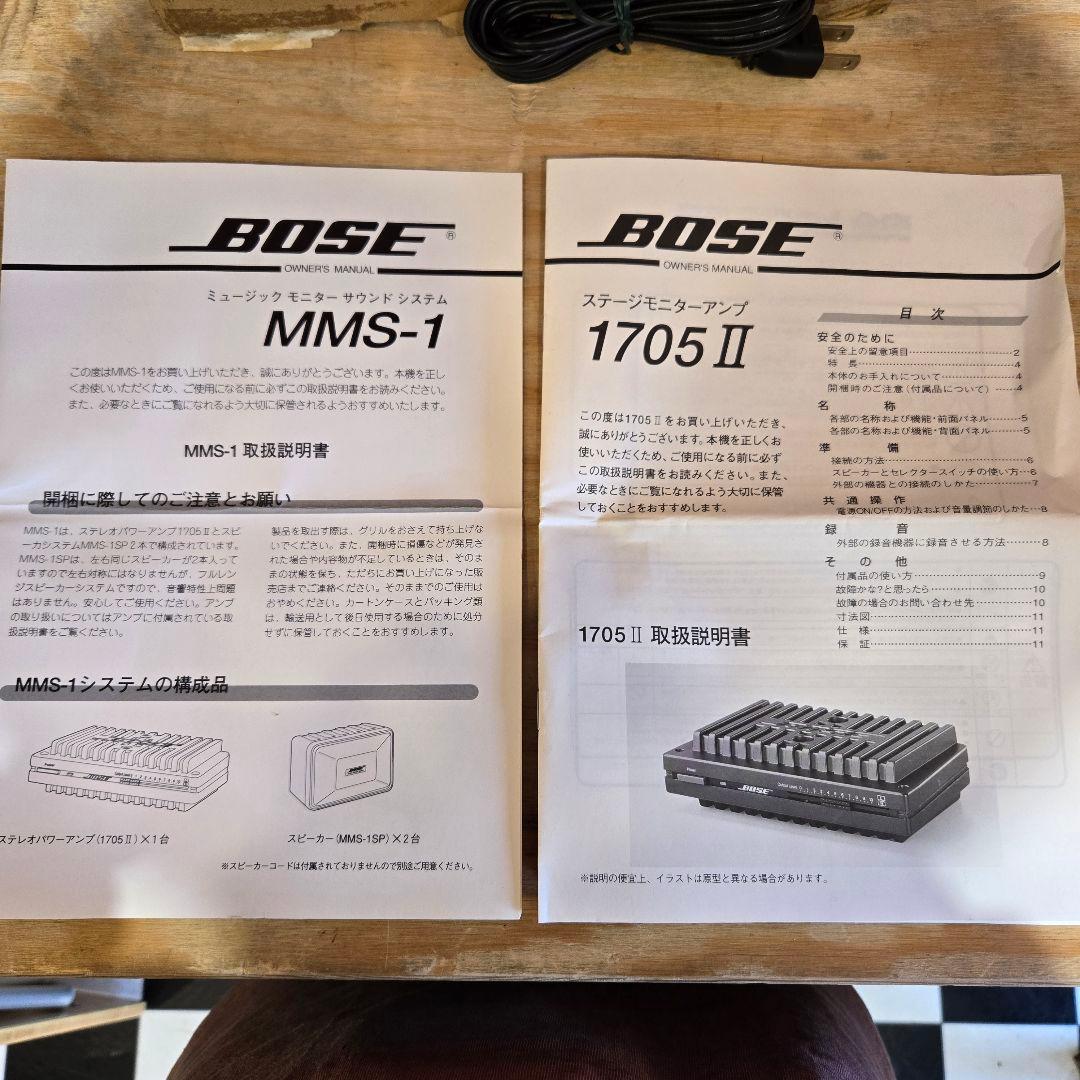 BOSE®
OWNER'S MANUAL
ミュージック モニター サウンド システム
MMS-1
この度はMMS-1をお買い上げいただき、誠にありがとうございます。本機を正し
くお使いいただくため、ご使用になる前に必ずこの取扱説明書をお読みください。
また、必要なときにご覧になれるよう大切に保管されるようおすすめいたします。
MMS-1 取扱説明書
開梱に際してのご注意とお願い
MMS-1は、ステレオパワーアンプ1705Ⅱとスピ
ーカシステムMMS-1SP 2本で構成されています。
MMS-1SPは、左右同じスピーカーが2本入って
いますので左右対称にはなりませんが、フルレン
ジスピーカーシステムですので、音響特性上問題
はありません。安心してご使用ください。アンプ
の取り扱いについてはアンプに付属されている取
扱説明書をご覧ください。
製品を取出す際は、グリルをおさえて持ち上げな
いでください。また、開梱時に損傷などが発見さ
れた場合や内容物が不足しているときは、そのま
まの状態を保ち、ただちにお買い上げになった販
売店までご連絡ください。そのままでのご使用は
おやめください。カートンケースとパッキング類
は、輸送用として後日使用する場合のために処分
せずに保管しておくことをおすすめします。
MMS-1システムの構成品
BOSE
BOSE
ステレオパワーアンプ(1705Ⅱ)×1台
スピーカー(MMS-1SP)×2台
※スピーカーコードは付属されておりませんので別途ご用意ください。
BOSE®
OWNER'S MANUAL
ステージモニターアンプ
1705Ⅱ
この度は1705Ⅱをお買い上げいただき、
誠にありがとうございます。本機を正しくお
使いいただくため、ご使用になる前に必ず
この取扱説明書をお読みください。また、
必要なときにご覧になれるよう大切に保管
しておくことをおすすめします。
1705Ⅱ 取扱説明書
目 次
安全のために
安全上の留意項目…………………2
特 長…………………4
本体のお手入れについて…………………4
開梱時のご注意(付属品について)……4
名 称
各部の名称および機能・前面パネル………5
各部の名称および機能・背面パネル………5
準 備
接続の方法…………………6
スピーカーとセレクタースイッチの使い方…6
外部の機器との接続のしかた…………7
共 通 操 作
電源ON/OFFの方法および音量調節のしかた…8
録 音
外部の録音機器に録音させる方法………8
そ の 他
付属品の使い方…………………9
故障かな?と思ったら…………………10
故障の場合のお問い合わせ先…………10
寸法図…………………11
仕 様…………………11
保 証…………………11
BOSE
※説明の便宜上、イラストは原型と異なる場合があります。